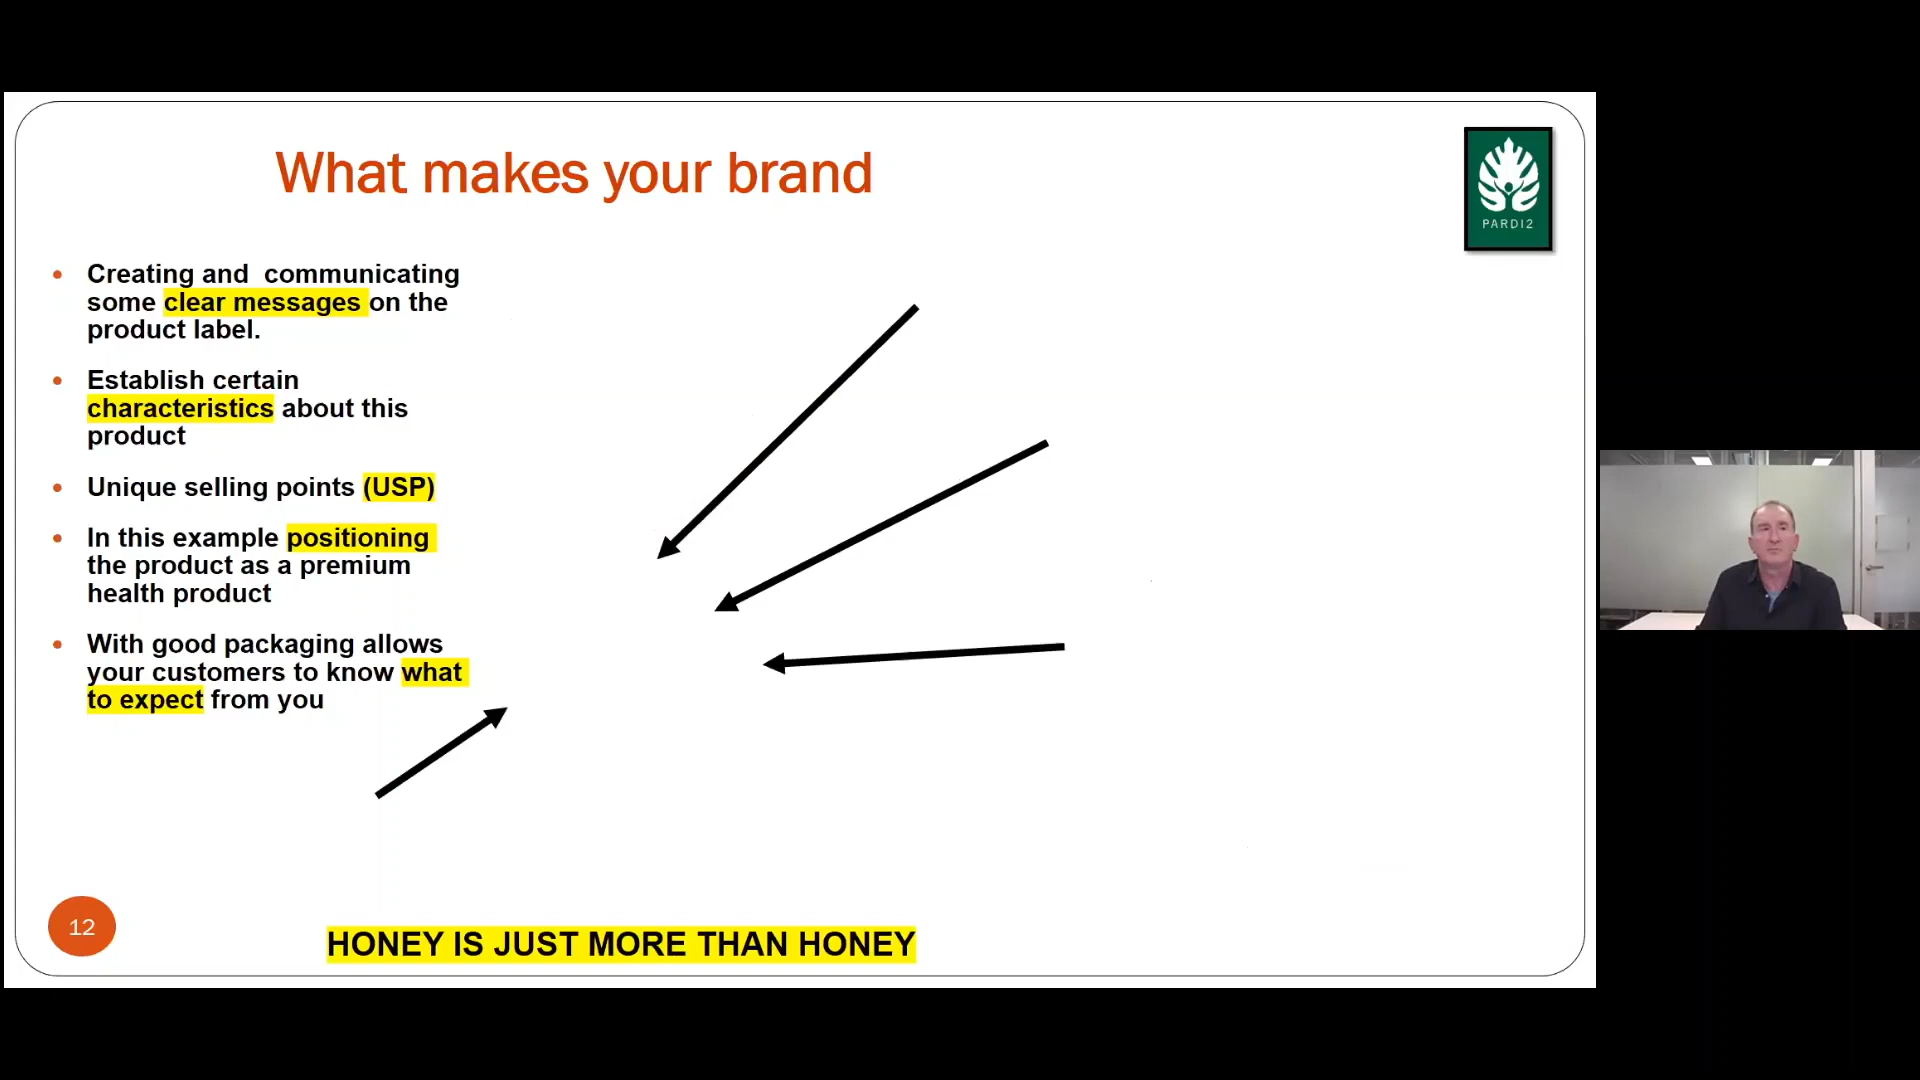 What makes your brand
PARDI2
• Creating and  communicating
some clear messages on the
product label.
• Establish certain
characteristics about this
product
• Unique selling points (USP)
• In this example positioning
the product as a premium
health product
• With good packaging allows
your customers to know what
to expect from you
12
HONEY IS JUST MORE THAN HONEY